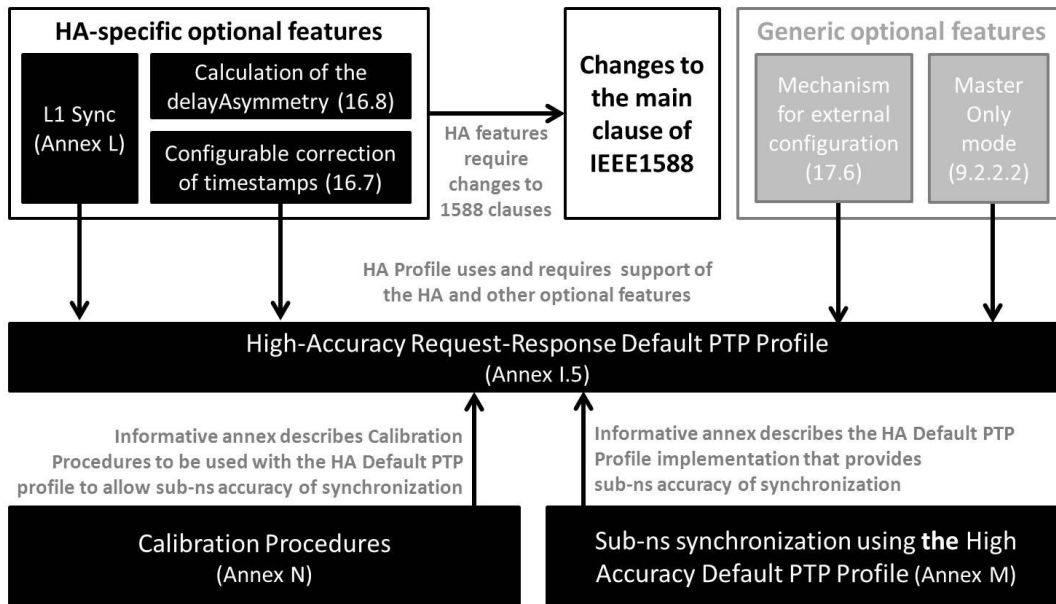 HA-specific optional features
L1 Sync
(Annex L)
Calculation of the
delayAsymmetry (16.8)
Configurable correction
of timestamps (16.7)
HA features
require
changes to
1588 clauses
Changes to
the main
clause of
IEEE1588
Generic optional features
Mechanism
for external
configuration
(17.6)
Master
Only
mode
(9.2.2.2)
HA Profile uses and requires support of
the HA and other optional features
High-Accuracy Request-Response Default PTP Profile
(Annex I.5)
Informative annex describes Calibration
Procedures to be used with the HA Default PTP
profile to allow sub-ns accuracy of synchronization
Informative annex describes the HA Default PTP
Profile implementation that provides
sub-ns accuracy of synchronization
Calibration Procedures
(Annex N)
Sub-ns synchronization using the High
Accuracy Default PTP Profile (Annex M)